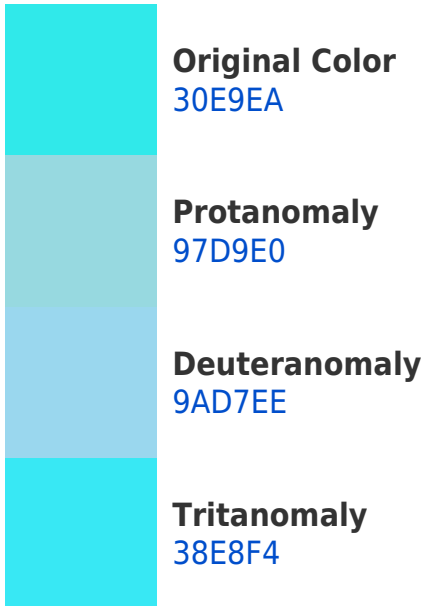 Original Color
30E9EA
Protanomaly
97D9E0
Deuteranomaly
9AD7EE
Tritanomaly
38E8F4